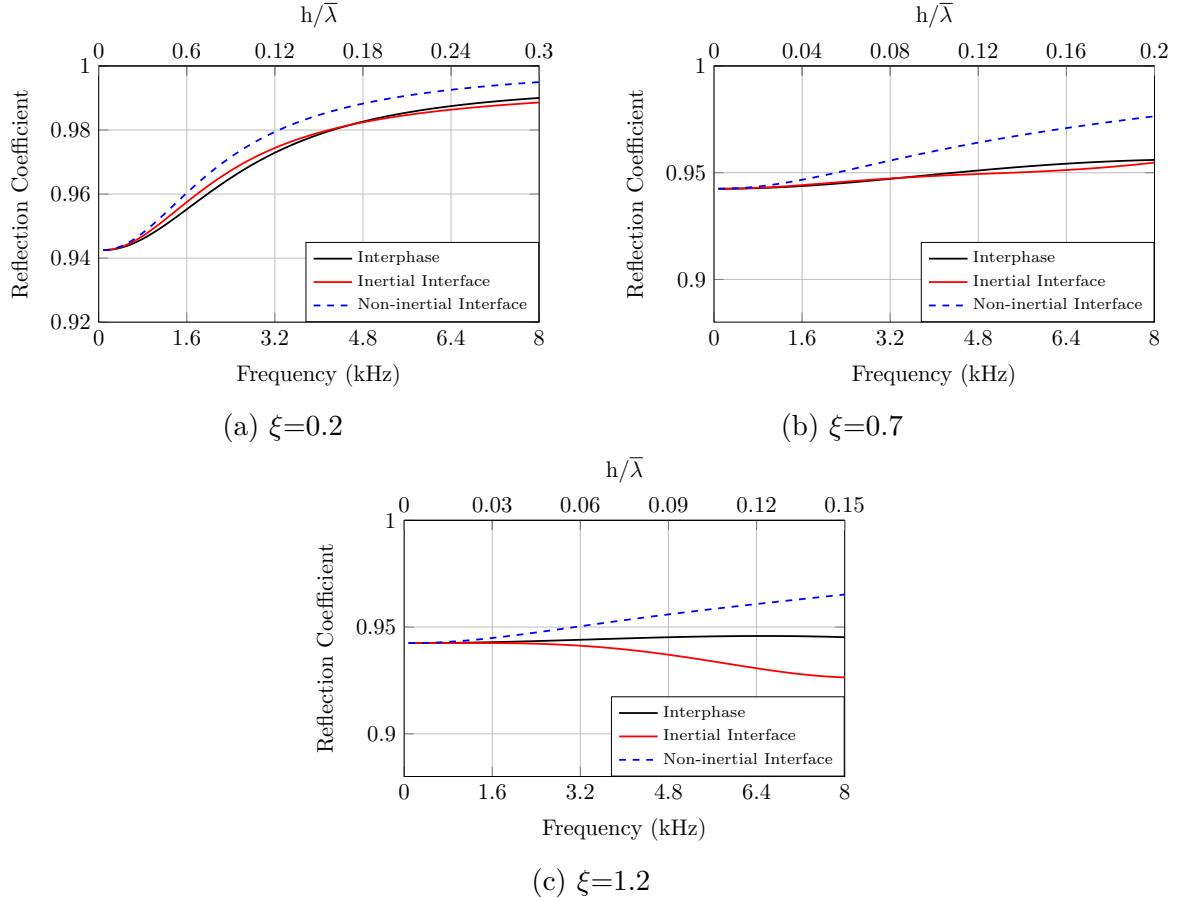 h/λ̅
0 0.6 0.12 0.18 0.24 0.3
1
0.98
0.96
0.94
0.92
Reflection Coefficient
Interphase
Inertial Interface
Non-inertial Interface
0 1.6 3.2 4.8 6.4 8
Frequency (kHz)
(a) ξ=0.2
h/λ̅
0 0.04 0.08 0.12 0.16 0.2
1
0.95
0.9
Reflection Coefficient
Interphase
Inertial Interface
Non-inertial Interface
0 1.6 3.2 4.8 6.4 8
Frequency (kHz)
(b) ξ=0.7
h/λ̅
0 0.03 0.06 0.09 0.12 0.15
1
0.95
0.9
Reflection Coefficient
Interphase
Inertial Interface
Non-inertial Interface
0 1.6 3.2 4.8 6.4 8
Frequency (kHz)
(c) ξ=1.2